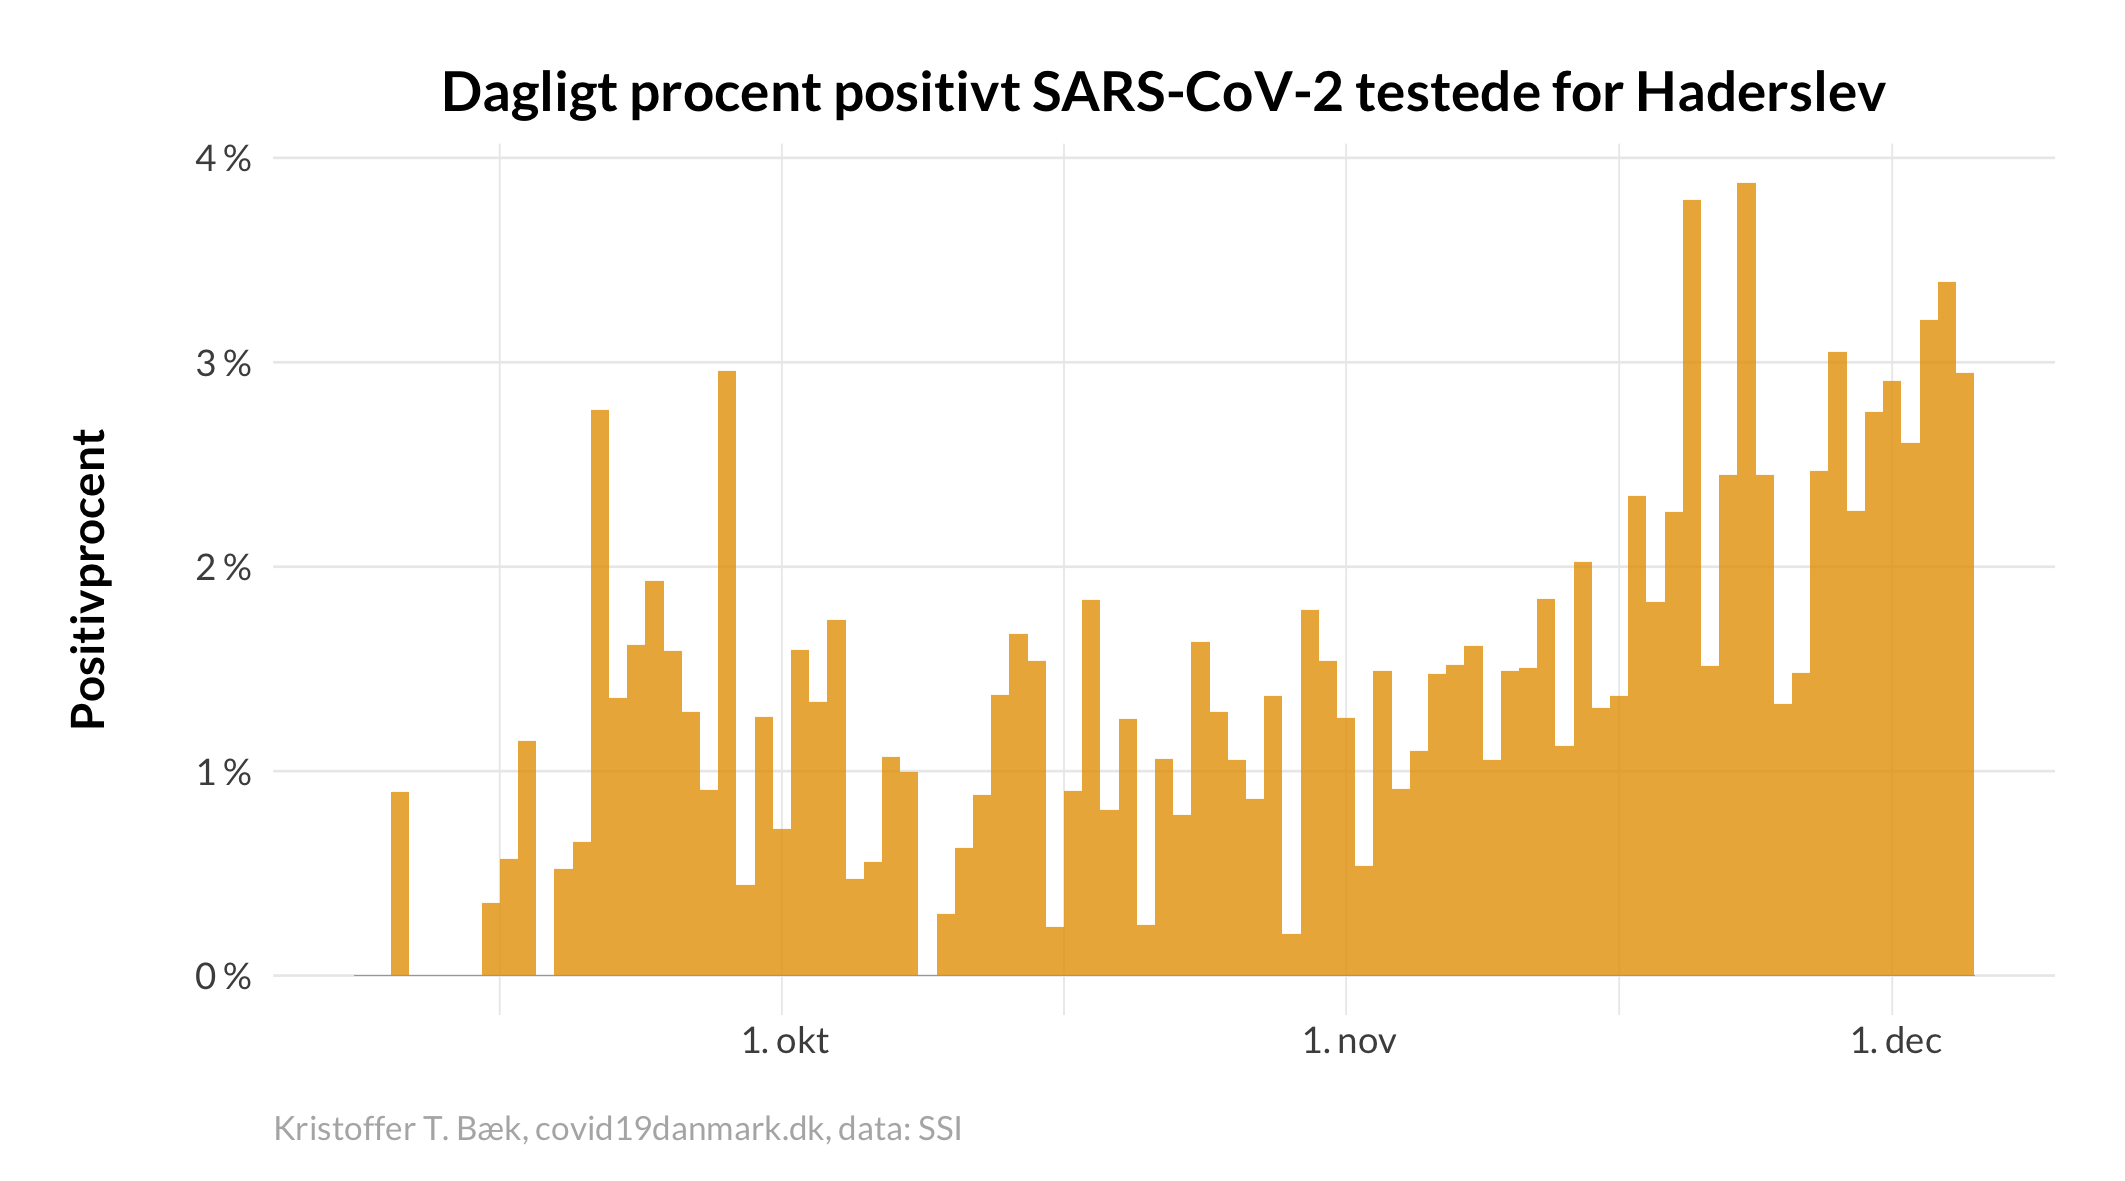 Dagligt procent positivt SARS-CoV-2 testede for Haderslev
4 %
3 %
2 %
1 %
0 %
Positivprocent
1. okt
1. nov
1. dec
Kristoffer T. Bæk, covid19danmark.dk, data: SSI